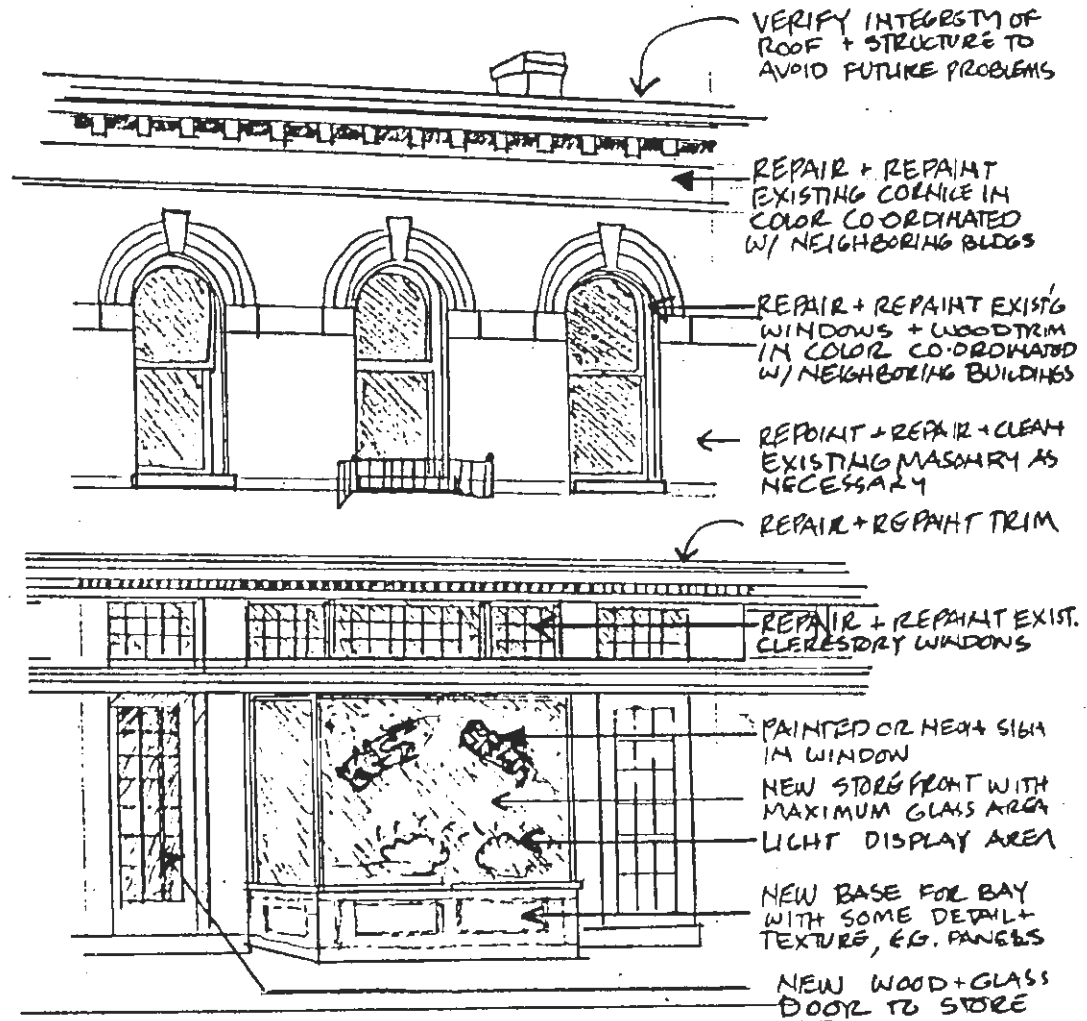 VERIFY INTEGRETY OF
ROOF + STRUCTURE TO
AVOID FUTURE PROBLEMS
REPAIR + REPAINT
EXISTING CORNICE IN
COLOR CO-ORDINATED
W/ NEIGHBORING BLDGS
REPAIR + REPAINT EXIST'G
WINDOWS + WOODTRIM
IN COLOR CO-ORDINATED
W/ NEIGHBORING BUILDINGS
REPOINT + REPAIR + CLEAN
EXISTING MASONRY AS
NECESSARY
REPAIR + REPAINT TRIM
REPAIR + REPAINT EXIST.
CLERESTORY WINDOWS
PAINTED OR NEON SIGN
IN WINDOW
NEW STOREFRONT WITH
MAXIMUM GLASS AREA
LIGHT DISPLAY AREA
NEW BASE FOR BAY
WITH SOME DETAIL +
TEXTURE, E.G. PANELS
NEW WOOD + GLASS
DOOR TO STORE